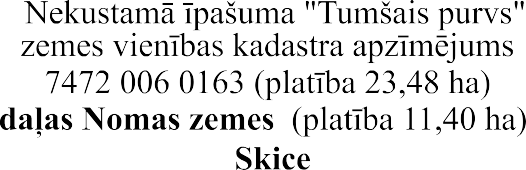 Nekustamā īpašuma "Tumšais purvs"
zemes vienības kadastra apzīmējums
7472 006 0163 (platība 23,48 ha)
daļas Nomas zemes (platība 11,40 ha)
Skice